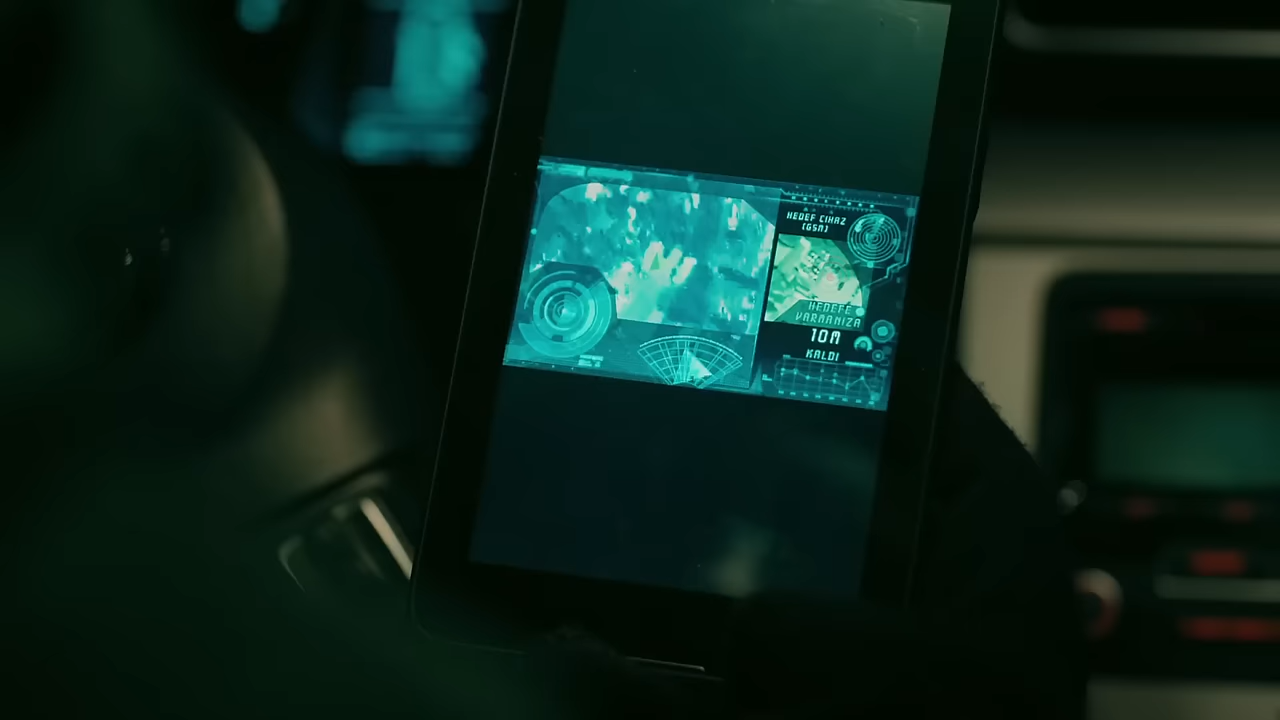 HEDEF CIHAZ
(GSM)
HEDEFE
VARMANIZA
10M
KALDI